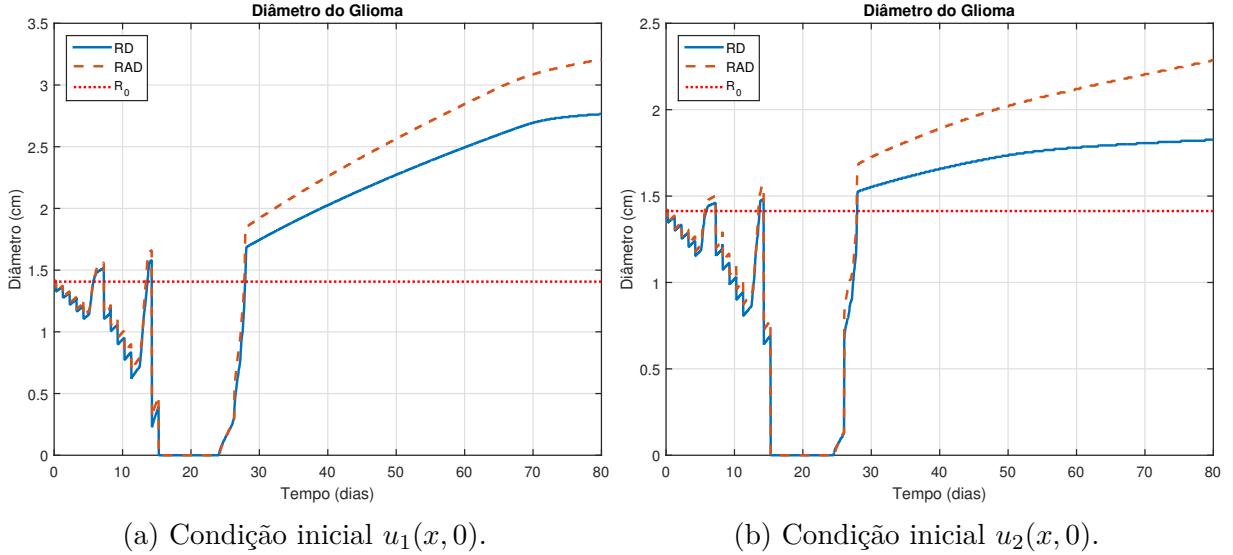 Diâmetro do Glioma
3.5
3
2.5
2
1.5
1
0.5
0
Diâmetro (cm)
RD
RAD
R0
0 10 20 30 40 50 60 70 80
Tempo (dias)
(a) Condição inicial u1(x, 0).
Diâmetro do Glioma
2.5
2
1.5
1
0.5
0
Diâmetro (cm)
RD
RAD
R0
0 10 20 30 40 50 60 70 80
Tempo (dias)
(b) Condição inicial u2(x, 0).